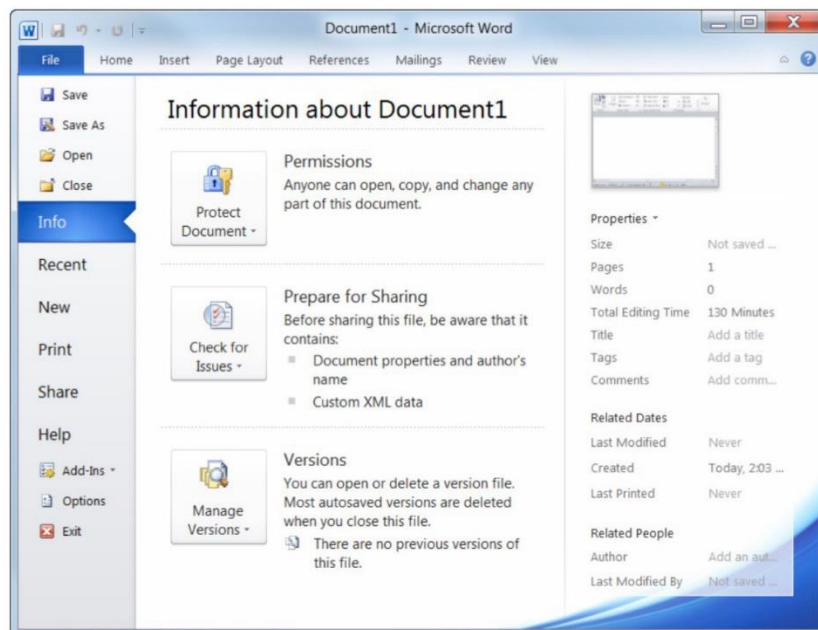 Document1 - Microsoft Word
File Home Insert Page Layout References Mailings Review View
Save
Save As
Open
Close
Info
Recent
New
Print
Share
Help
Add-Ins
Options
Exit
Information about Document1
Protect
Document
Permissions
Anyone can open, copy, and change any
part of this document.
Check for
Issues
Prepare for Sharing
Before sharing this file, be aware that it
contains:
Document properties and author's
name
Custom XML data
Manage
Versions
Versions
You can open or delete a version file.
Most autosaved versions are deleted
when you close this file.
There are no previous versions of
this file.
Properties
Size Not saved ...
Pages 1
Words 0
Total Editing Time 130 Minutes
Title Add a title
Tags Add a tag
Comments Add comm...
Related Dates
Last Modified Never
Created Today, 2:03 ...
Last Printed Never
Related People
Author Add an aut...
Last Modified By Not saved ...